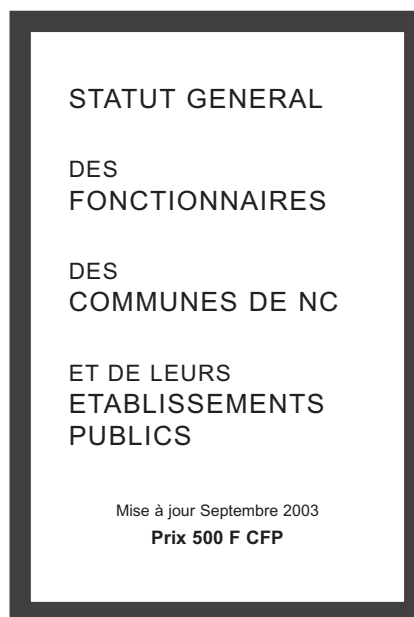 STATUT GENERAL
DES
FONCTIONNAIRES
DES
COMMUNES DE NC
ET DE LEURS
ETABLISSEMENTS
PUBLICS
Mise à jour Septembre 2003
Prix 500 F CFP